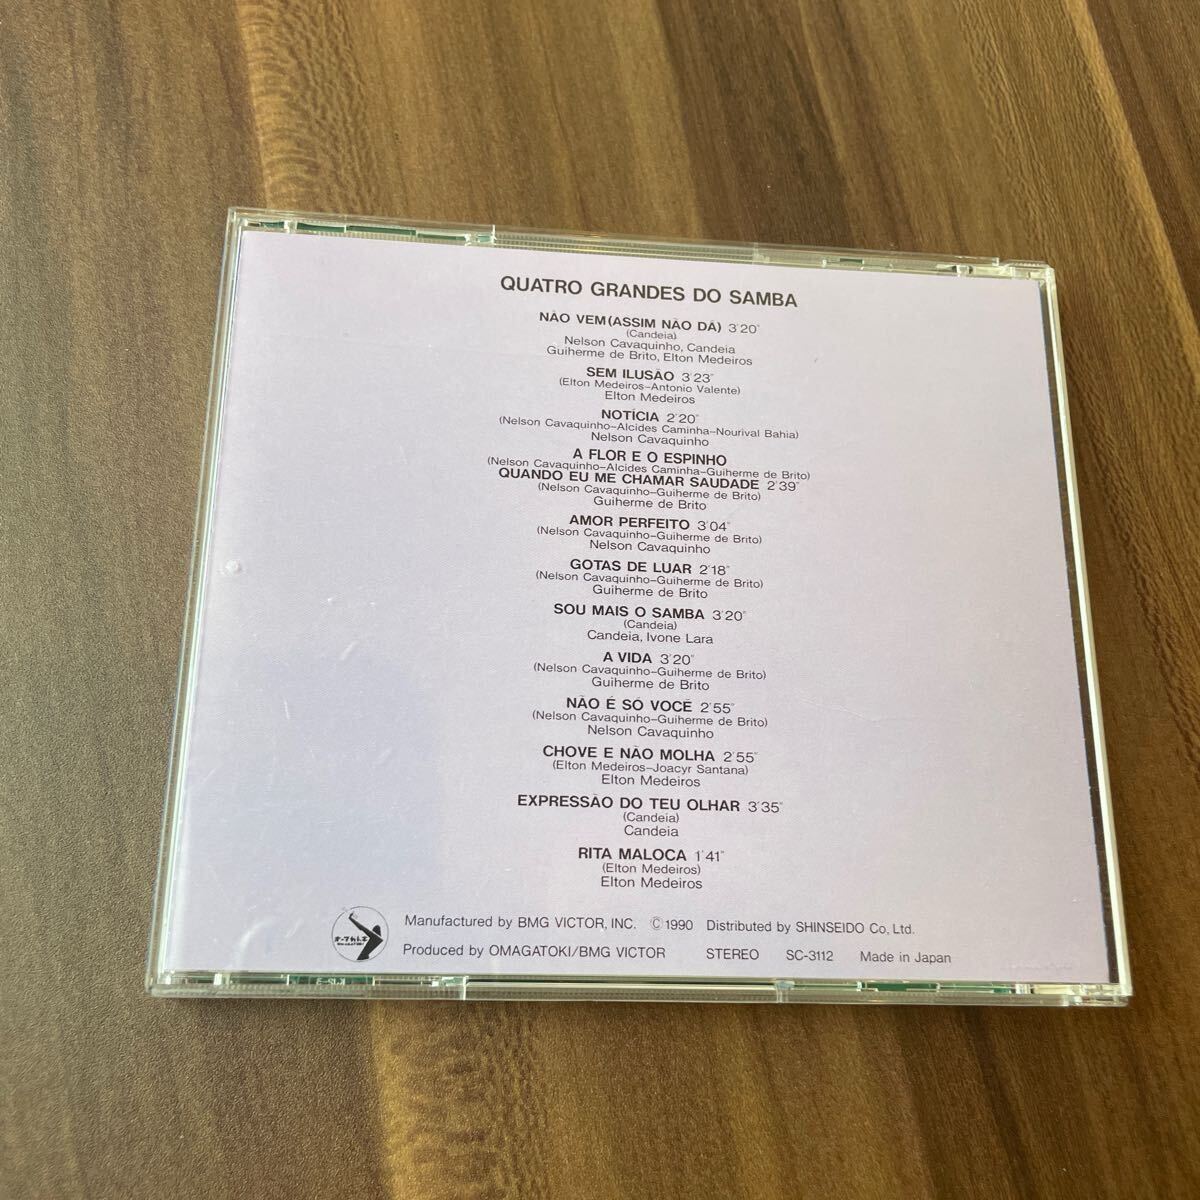 QUATRO GRANDES DO SAMBA
NÃO VEM(ASSIM NÃO DÁ) 3'20"
(Candeia)
Nelson Cavaquinho, Candeia
Guiherme de Brito, Elton Medeiros
SEM ILUSÃO 3'23"
(Elton Medeiros–Antonio Valente)
Elton Medeiros
NOTÍCIA 2'20"
(Nelson Cavaquinho–Alcides Caminha–Nourival Bahia)
Nelson Cavaquinho
A FLOR E O ESPINHO
(Nelson Cavaquinho–Alcides Caminha–Guiherme de Brito)
QUANDO EU ME CHAMAR SAUDADE 2'39"
(Nelson Cavaquinho–Guiherme de Brito)
Guiherme de Brito
AMOR PERFEITO 3'04"
(Nelson Cavaquinho–Guiherme de Brito)
Nelson Cavaquinho
GOTAS DE LUAR 2'18"
(Nelson Cavaquinho–Guiherme de Brito)
Guiherme de Brito
SOU MAIS O SAMBA 3'20"
(Candeia)
Candeia, Ivone Lara
A VIDA 3'20"
(Nelson Cavaquinho–Guiherme de Brito)
Guiherme de Brito
NÃO É SÓ VOCÊ 2'55"
(Nelson Cavaquinho–Guiherme de Brito)
Nelson Cavaquinho
CHOVE E NÃO MOLHA 2'55"
(Elton Medeiros–Joacyr Santana)
Elton Medeiros
EXPRESSÃO DO TEU OLHAR 3'35"
(Candeia)
Candeia
RITA MALOCA 1'41"
(Elton Medeiros)
Elton Medeiros
Manufactured by BMG VICTOR, INC. ©1990 Distributed by SHINSEIDO Co, Ltd.
Produced by OMAGATOKI/BMG VICTOR STEREO SC-3112 Made in Japan